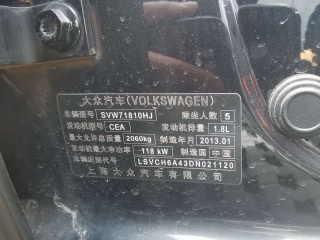 大众汽车(VOLKSWAGEN)
车辆型号 SVW71810HJ 乘坐人数 5
发动机型号 CEA 发动机排量 1.8L
最大允许总质量 2060kg 制造年月 2013.01
发动机最大净功率 118 kW 制造国 中国
车辆识别代号 LSVCH6A43DN021120
上海大众汽车有限公司